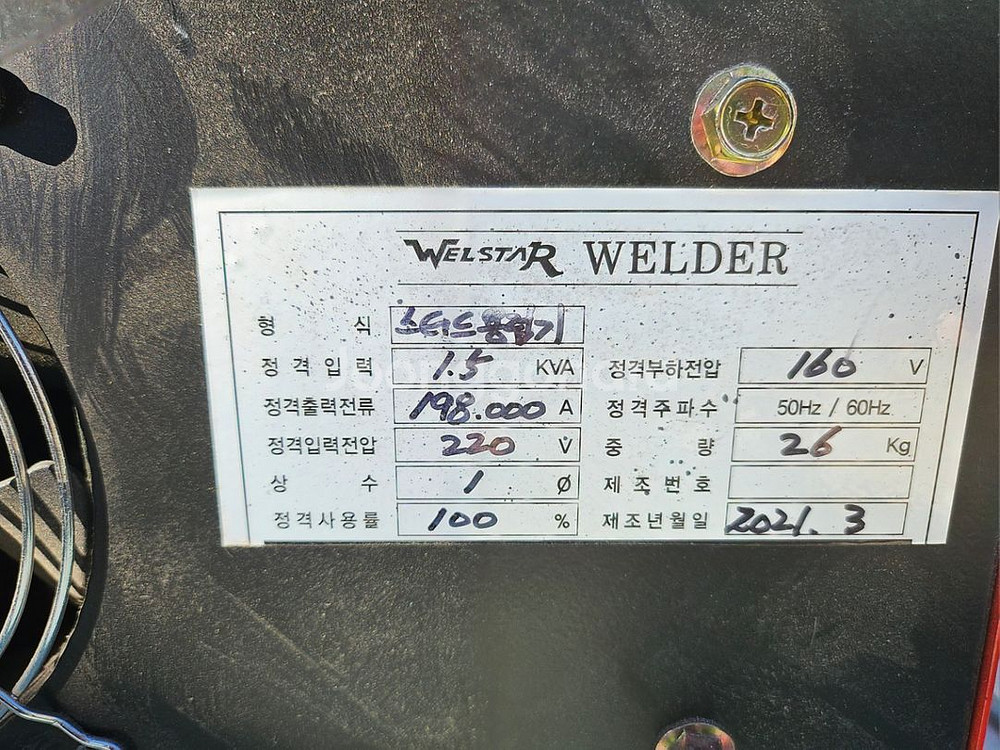 WELSTAR WELDER
형 식 스터드용접기
정격입력 1.5 KVA 정격부하전압 160 V
정격출력전류 198.000 A 정격주파수 50Hz / 60Hz
정격입력전압 220 V 중 량 26 Kg
상 수 1 Ø 제조번호
정격사용률 100 % 제조년월일 2021. 3